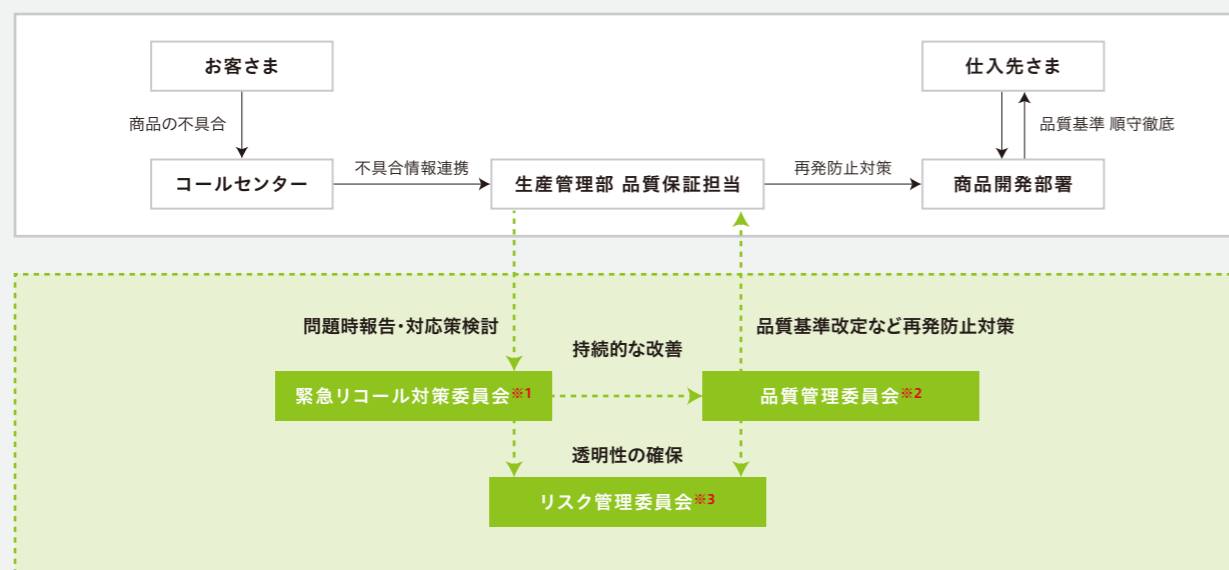 お客さま
仕入先さま
商品の不具合
品質基準 順守徹底
コールセンター
不具合情報連携
生産管理部 品質保証担当
再発防止対策
商品開発部署
問題時報告・対応策検討
品質基準改定など再発防止対策
持続的な改善
緊急リコール対策委員会※1
品質管理委員会※2
透明性の確保
リスク管理委員会※3